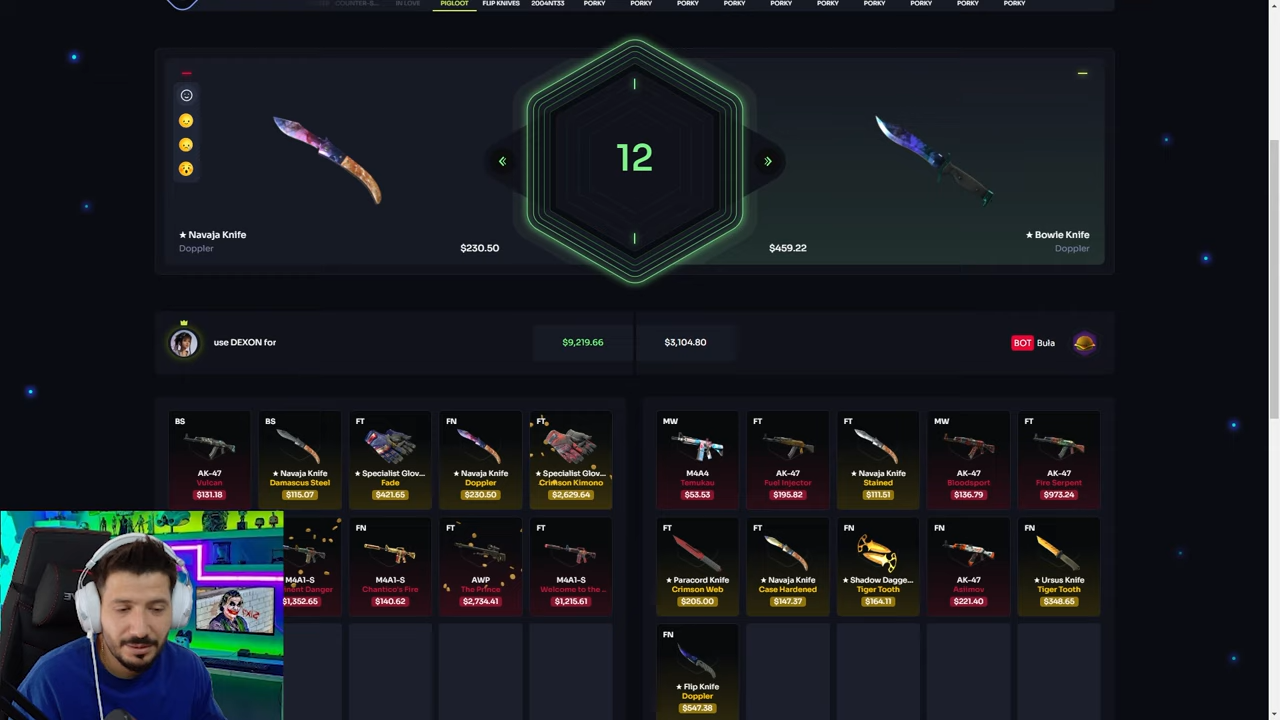 IN LOVE PIGLOOT FLIP KNIVES 2004NT33 PORKY PORKY PORKY PORKY PORKY PORKY PORKY PORKY PORKY PORKY
12
★ Navaja Knife
Doppler
$230.50
$459.22
★ Bowie Knife
Doppler
use DEXON for
$9,219.66
$3,104.80
BOT Buła
BS BS FT FN FT
AK-47 ★ Navaja Knife ★ Specialist Glov... ★ Navaja Knife ★ Specialist Glov...
Vulcan Damascus Steel Fade Doppler Crimson Kimono
$131.18 $115.07 $421.65 $230.50 $2,629.64
MW FT FT MW FT
M4A4 AK-47 ★ Navaja Knife AK-47 AK-47
Temukau Fuel Injector Stained Bloodsport Fire Serpent
$53.53 $195.82 $111.51 $136.79 $973.24
FN FT FT
M4A1-S M4A1-S AWP M4A1-S
Danger Chantico's Fire The Prince Welcome to the ...
$1,352.65 $140.62 $2,734.41 $1,215.61
FT FT FN FN FN
★ Paracord Knife ★ Navaja Knife ★ Shadow Dagge... AK-47 ★ Ursus Knife
Crimson Web Case Hardened Tiger Tooth Asiimov Tiger Tooth
$205.00 $147.37 $164.11 $221.40 $348.65
FN
★ Flip Knife
Doppler
$547.38